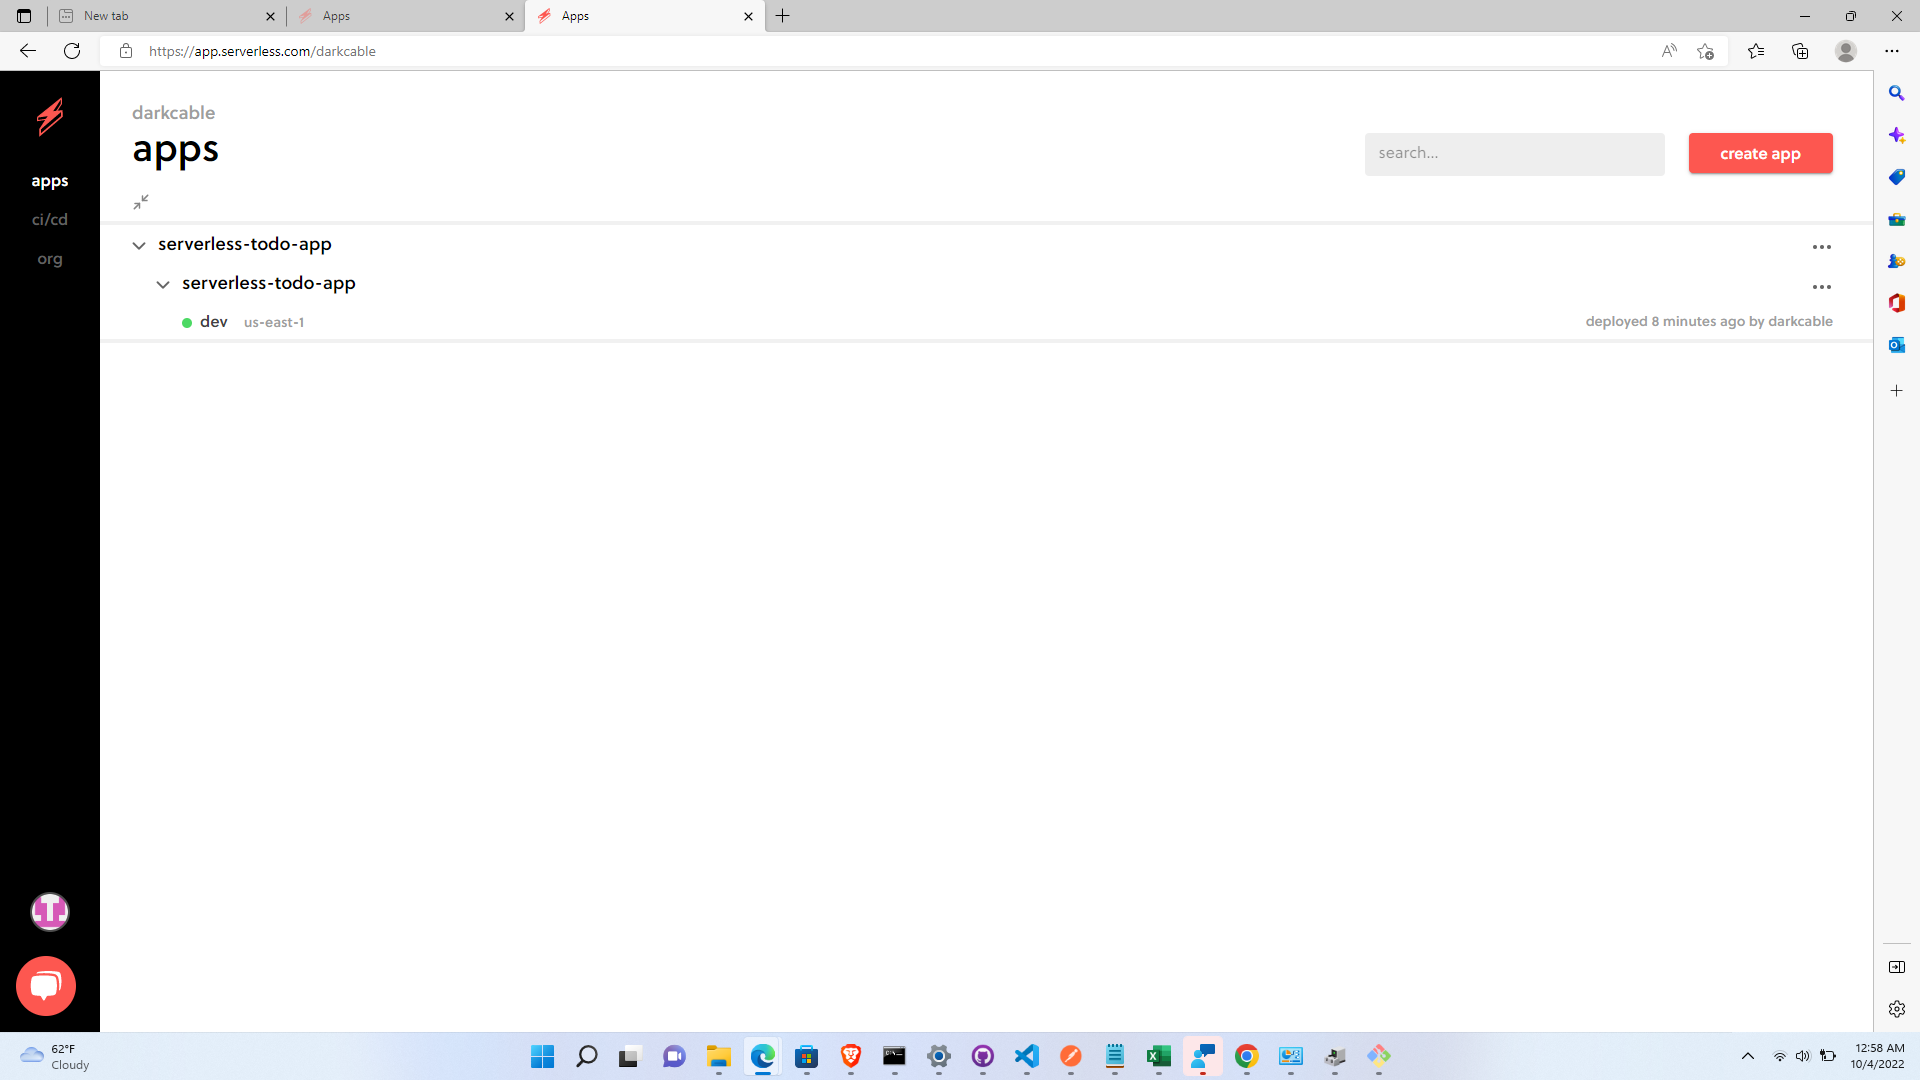 New tab
Apps
Apps
https://app.serverless.com/darkcable
darkcable
apps
search...
create app
apps
ci/cd
org
serverless-todo-app
serverless-todo-app
dev us-east-1
deployed 8 minutes ago by darkcable
62°F
Cloudy
12:58 AM
10/4/2022